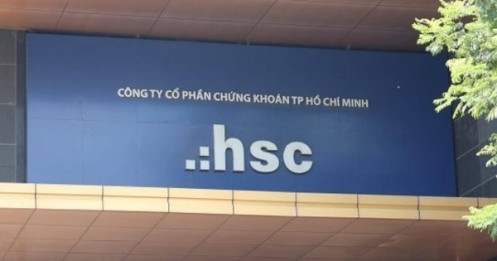 CÔNG TY CỔ PHẦN CHỨNG KHOÁN TP HỒ CHÍ MINH
.:hsc